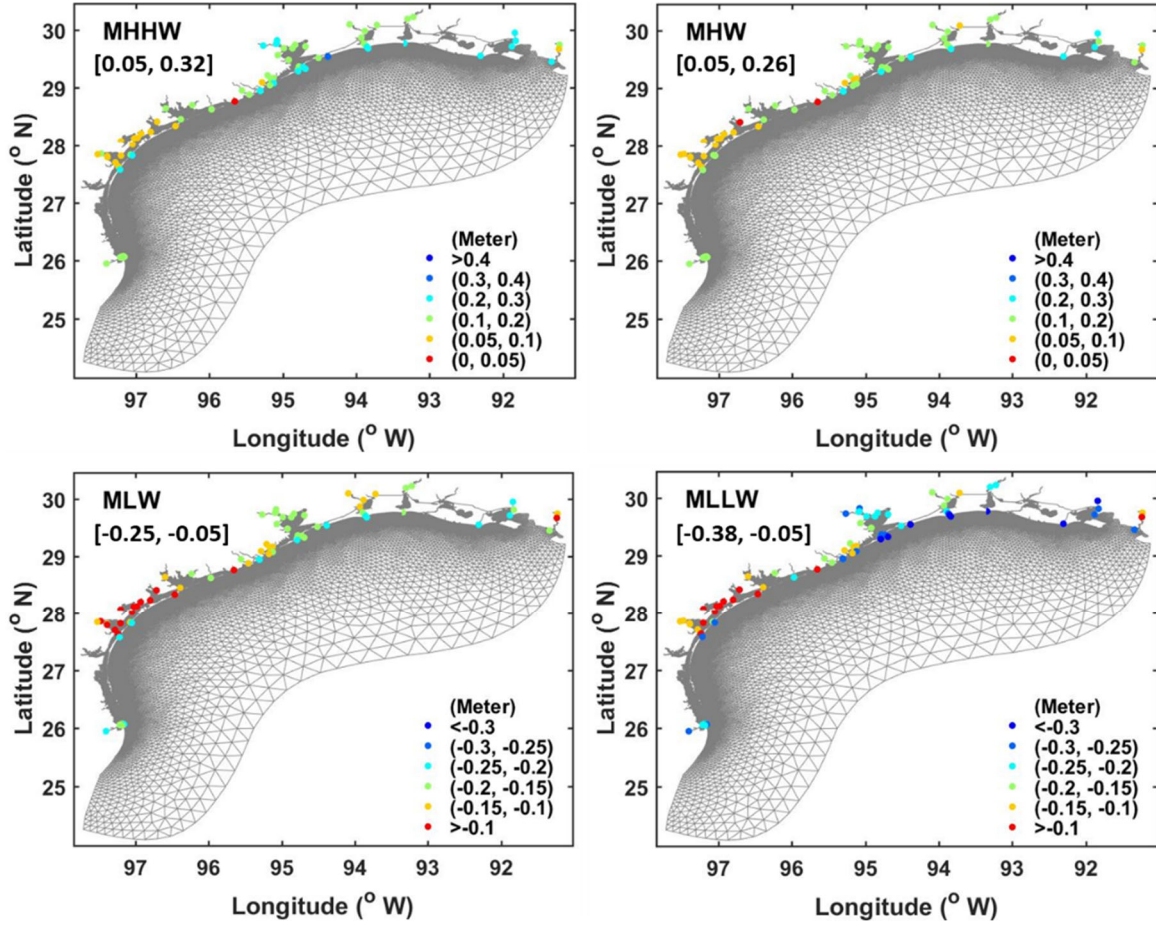 MHHW
[0.05, 0.32]
30
29
28
27
26
25
Latitude (° N)
(Meter)
>0.4
(0.3, 0.4)
(0.2, 0.3)
(0.1, 0.2)
(0.05, 0.1)
(0, 0.05)
97 96 95 94 93 92
Longitude (° W)
MHW
[0.05, 0.26]
30
29
28
27
26
25
Latitude (° N)
(Meter)
>0.4
(0.3, 0.4)
(0.2, 0.3)
(0.1, 0.2)
(0.05, 0.1)
(0, 0.05)
97 96 95 94 93 92
Longitude (° W)
MLW
[-0.25, -0.05]
30
29
28
27
26
25
Latitude (° N)
(Meter)
<-0.3
(-0.3, -0.25)
(-0.25, -0.2)
(-0.2, -0.15)
(-0.15, -0.1)
>-0.1
97 96 95 94 93 92
Longitude (° W)
MLLW
[-0.38, -0.05]
30
29
28
27
26
25
Latitude (° N)
(Meter)
<-0.3
(-0.3, -0.25)
(-0.25, -0.2)
(-0.2, -0.15)
(-0.15, -0.1)
>-0.1
97 96 95 94 93 92
Longitude (° W)